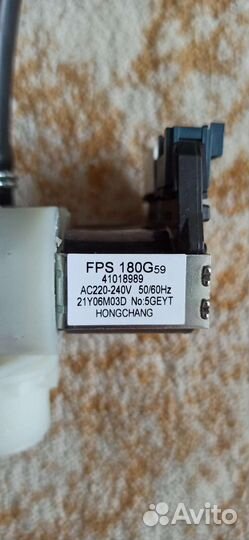 FPS 180G59
41018989
AC220-240V 50/60Hz
21Y06M03D No:5GEYT
HONGCHANG
Avito